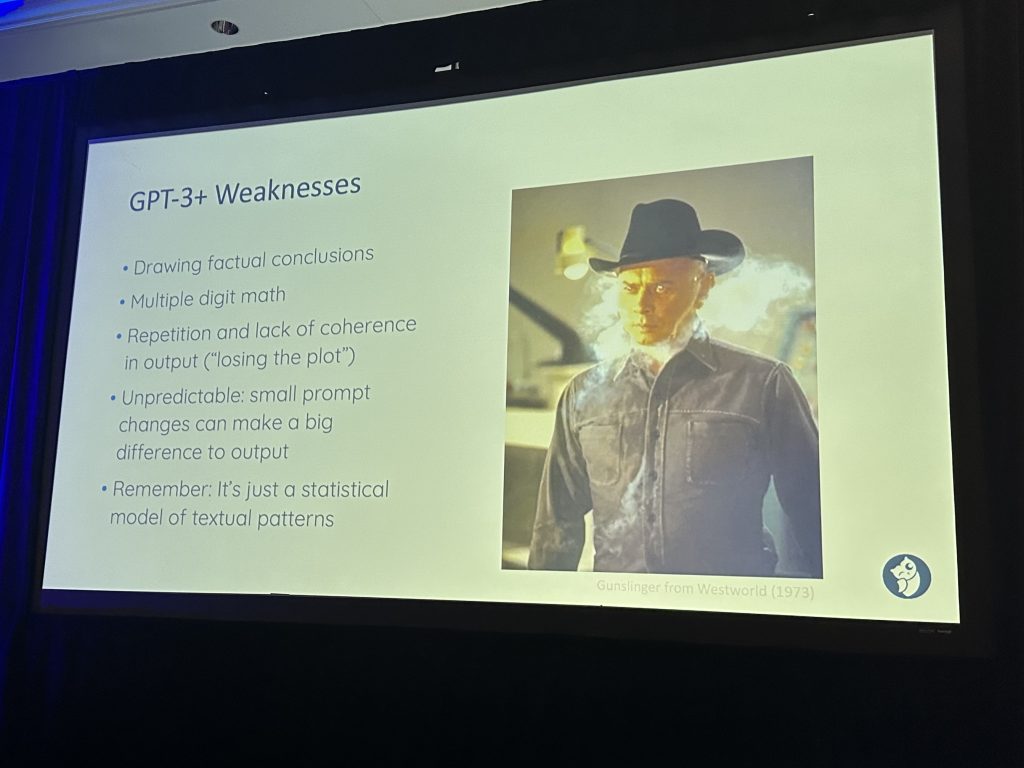 GPT-3+ Weaknesses
• Drawing factual conclusions
• Multiple digit math
• Repetition and lack of coherence
in output (“losing the plot”)
• Unpredictable: small prompt
changes can make a big
difference to output
• Remember: It’s just a statistical
model of textual patterns
Gunslinger from Westworld (1973)